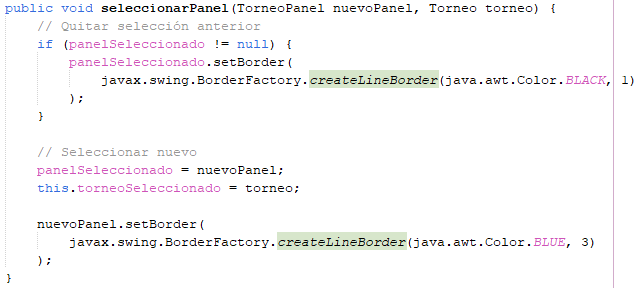 public void seleccionarPanel(TorneoPanel nuevoPanel, Torneo torneo) {
    // Quitar selección anterior
    if (panelSeleccionado != null) {
        panelSeleccionado.setBorder(
            javax.swing.BorderFactory.createLineBorder(java.awt.Color.BLACK, 1)
        );
    }

    // Seleccionar nuevo
    panelSeleccionado = nuevoPanel;
    this.torneoSeleccionado = torneo;

    nuevoPanel.setBorder(
        javax.swing.BorderFactory.createLineBorder(java.awt.Color.BLUE, 3)
    );
}